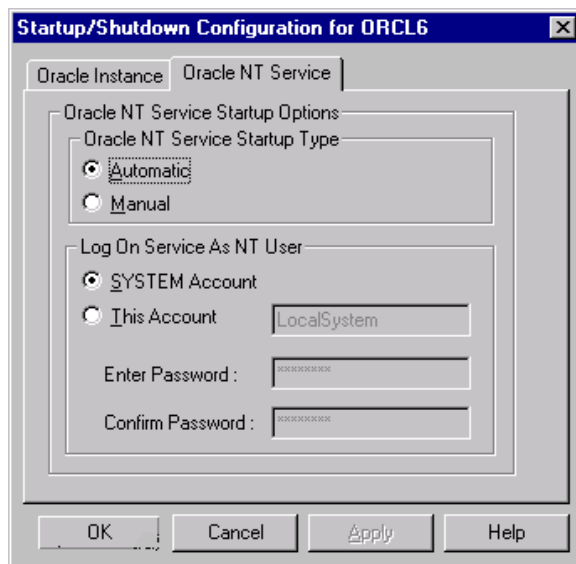 Startup/Shutdown Configuration for ORCL6
Oracle Instance
Oracle NT Service
Oracle NT Service Startup Options
Oracle NT Service Startup Type
Automatic
Manual
Log On Service As NT User
SYSTEM Account
This Account
LocalSystem
Enter Password :
********
Confirm Password :
********
OK
Cancel
Apply
Help